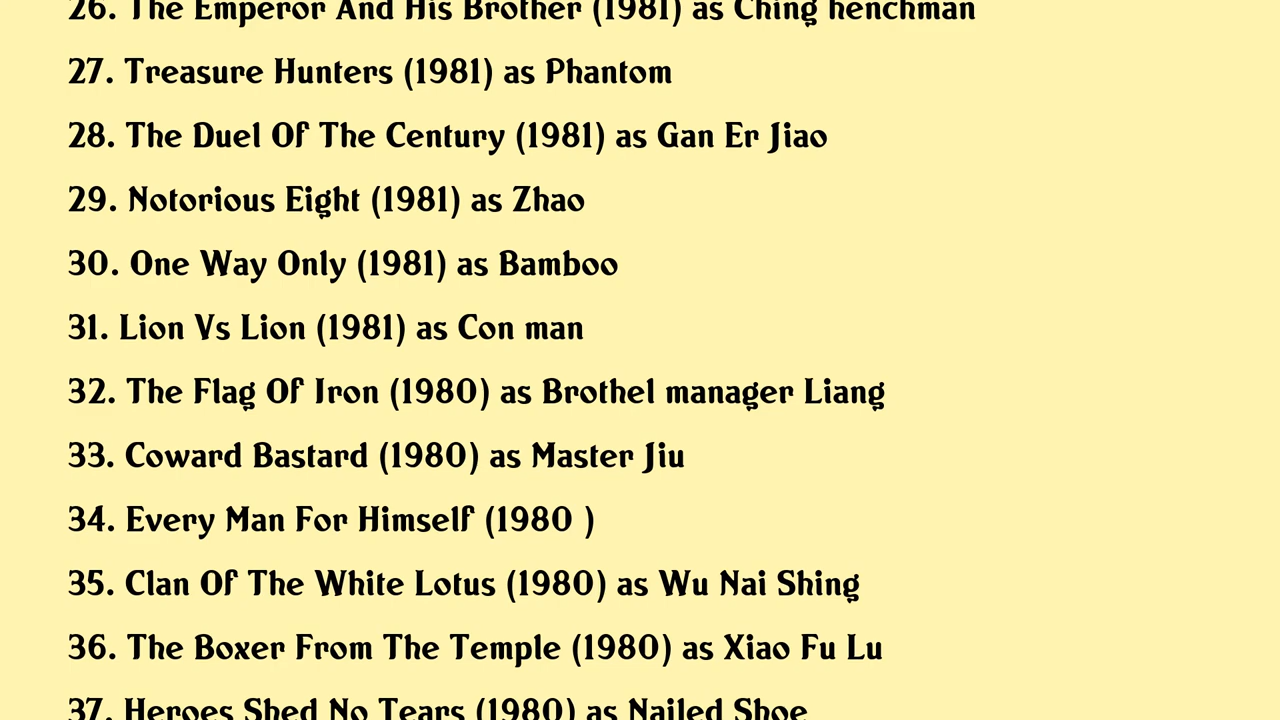 26. The Emperor And His Brother (1981) as Ching henchman
27. Treasure Hunters (1981) as Phantom
28. The Duel Of The Century (1981) as Gan Er Jiao
29. Notorious Eight (1981) as Zhao
30. One Way Only (1981) as Bamboo
31. Lion Vs Lion (1981) as Con man
32. The Flag Of Iron (1980) as Brothel manager Liang
33. Coward Bastard (1980) as Master Jiu
34. Every Man For Himself (1980 )
35. Clan Of The White Lotus (1980) as Wu Nai Shing
36. The Boxer From The Temple (1980) as Xiao Fu Lu
37. Heroes Shed No Tears (1980) as Nailed Shoe